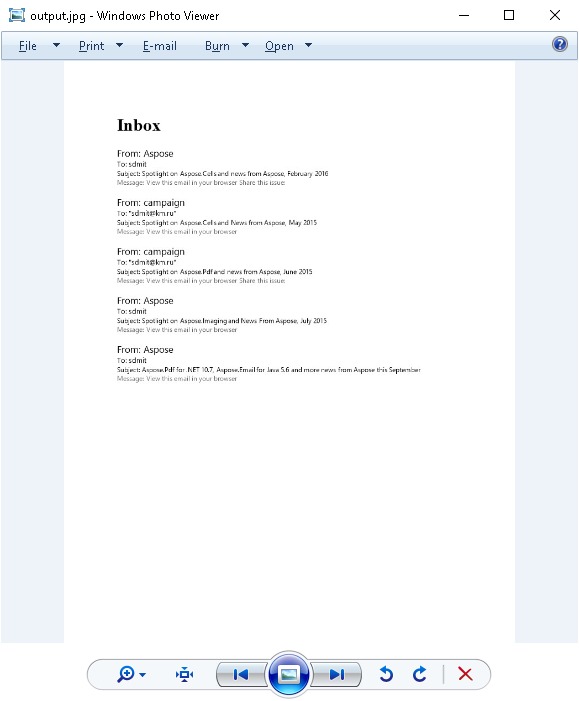 output.jpg - Windows Photo Viewer
File Print E-mail Burn Open
Inbox
From: Aspose
To: sdmit
Subject: Spotlight on Aspose.Cells and news from Aspose, February 2016
Message: View this email in your browser Share this issue:
From: campaign
To: "sdmit@km.ru"
Subject: Spotlight on Aspose.Cells and News from Aspose, May 2015
Message: View this email in your browser
From: campaign
To: "sdmit@km.ru"
Subject: Spotlight on Aspose.Pdf and news from Aspose, June 2015
Message: View this email in your browser Share this issue:
From: Aspose
To: sdmit
Subject: Spotlight on Aspose.Imaging and News From Aspose, July 2015
Message: View this email in your browser
From: Aspose
To: sdmit
Subject: Aspose.Pdf for .NET 10.7, Aspose.Email for Java 5.6 and more news from Aspose this September
Message: View this email in your browser